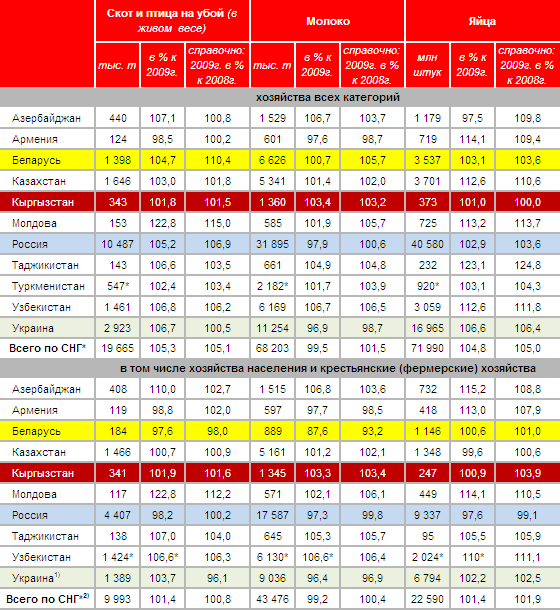 Скот и птица на убой (в живом весе) Молоко Яйца
тыс. т в % к 2009г. справочно: 2009г. в % к 2008г. тыс. т в % к 2009г. справочно: 2009г. в % к 2008г. млн штук в % к 2009г. справочно: 2009г. в % к 2008г.
хозяйства всех категорий
Азербайджан 440 107,1 100,8 1 529 106,7 103,7 1 179 97,5 109,8
Армения 124 98,5 100,2 601 97,6 98,7 719 114,1 109,4
Беларусь 1 398 104,7 110,4 6 626 100,7 105,7 3 537 103,1 103,6
Казахстан 1 646 103,0 101,8 5 341 101,4 102,0 3 701 112,6 110,6
Кыргызстан 343 101,8 101,5 1 360 103,4 103,2 373 101,0 100,0
Молдова 153 122,8 115,0 585 101,9 105,7 725 113,2 113,7
Россия 10 487 105,2 106,9 31 895 97,9 100,6 40 580 102,9 103,6
Таджикистан 143 106,6 103,5 661 104,9 104,8 232 123,1 124,8
Туркменистан 547* 102,4 103,4 2 182* 101,7 103,9 920* 103,1 104,3
Узбекистан 1 461 106,8 106,2 6 169 106,7 106,5 3 059 112,6 111,8
Украина 2 923 106,7 100,5 11 254 96,9 98,7 16 965 106,6 106,4
Всего по СНГ* 19 665 105,3 105,1 68 203 99,5 101,5 71 990 104,8 105,0
в том числе хозяйства населения и крестьянские (фермерские) хозяйства
Азербайджан 408 110,0 102,7 1 515 106,8 103,6 732 115,2 108,8
Армения 119 98,8 102,0 597 97,7 98,5 418 113,0 107,9
Беларусь 184 97,6 98,0 889 87,6 93,2 1 146 100,6 101,0
Казахстан 1 466 100,7 100,9 5 161 101,2 102,1 1 348 99,6 100,6
Кыргызстан 341 101,9 101,6 1 345 103,3 103,4 247 100,9 103,9
Молдова 117 122,8 112,2 571 102,1 106,1 449 114,1 110,5
Россия 4 407 98,2 100,2 17 587 97,3 99,8 9 337 97,6 99,1
Таджикистан 138 107,0 104,0 645 105,3 105,7 95 105,5 105,9
Узбекистан 1 424* 106,6* 106,3 6 130* 106,6* 106,4 2 024* 110* 111,1
Украина1) 1 389 103,7 96,1 9 036 96,4 96,9 6 794 102,2 102,5
Всего по СНГ*2) 9 993 101,4 100,8 43 476 99,2 100,4 22 590 101,4 101,9